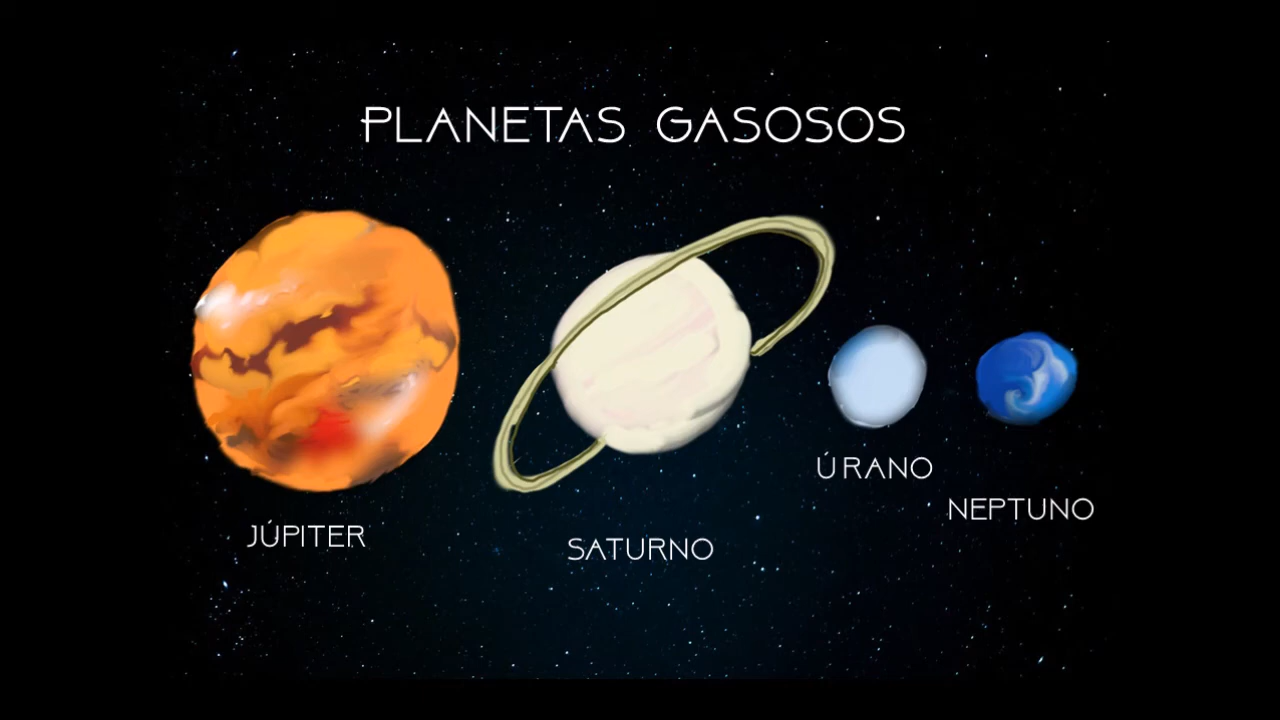 PLANETAS GASOSOS
JÚPITER
SATURNO
ÚRANO
NEPTUNO